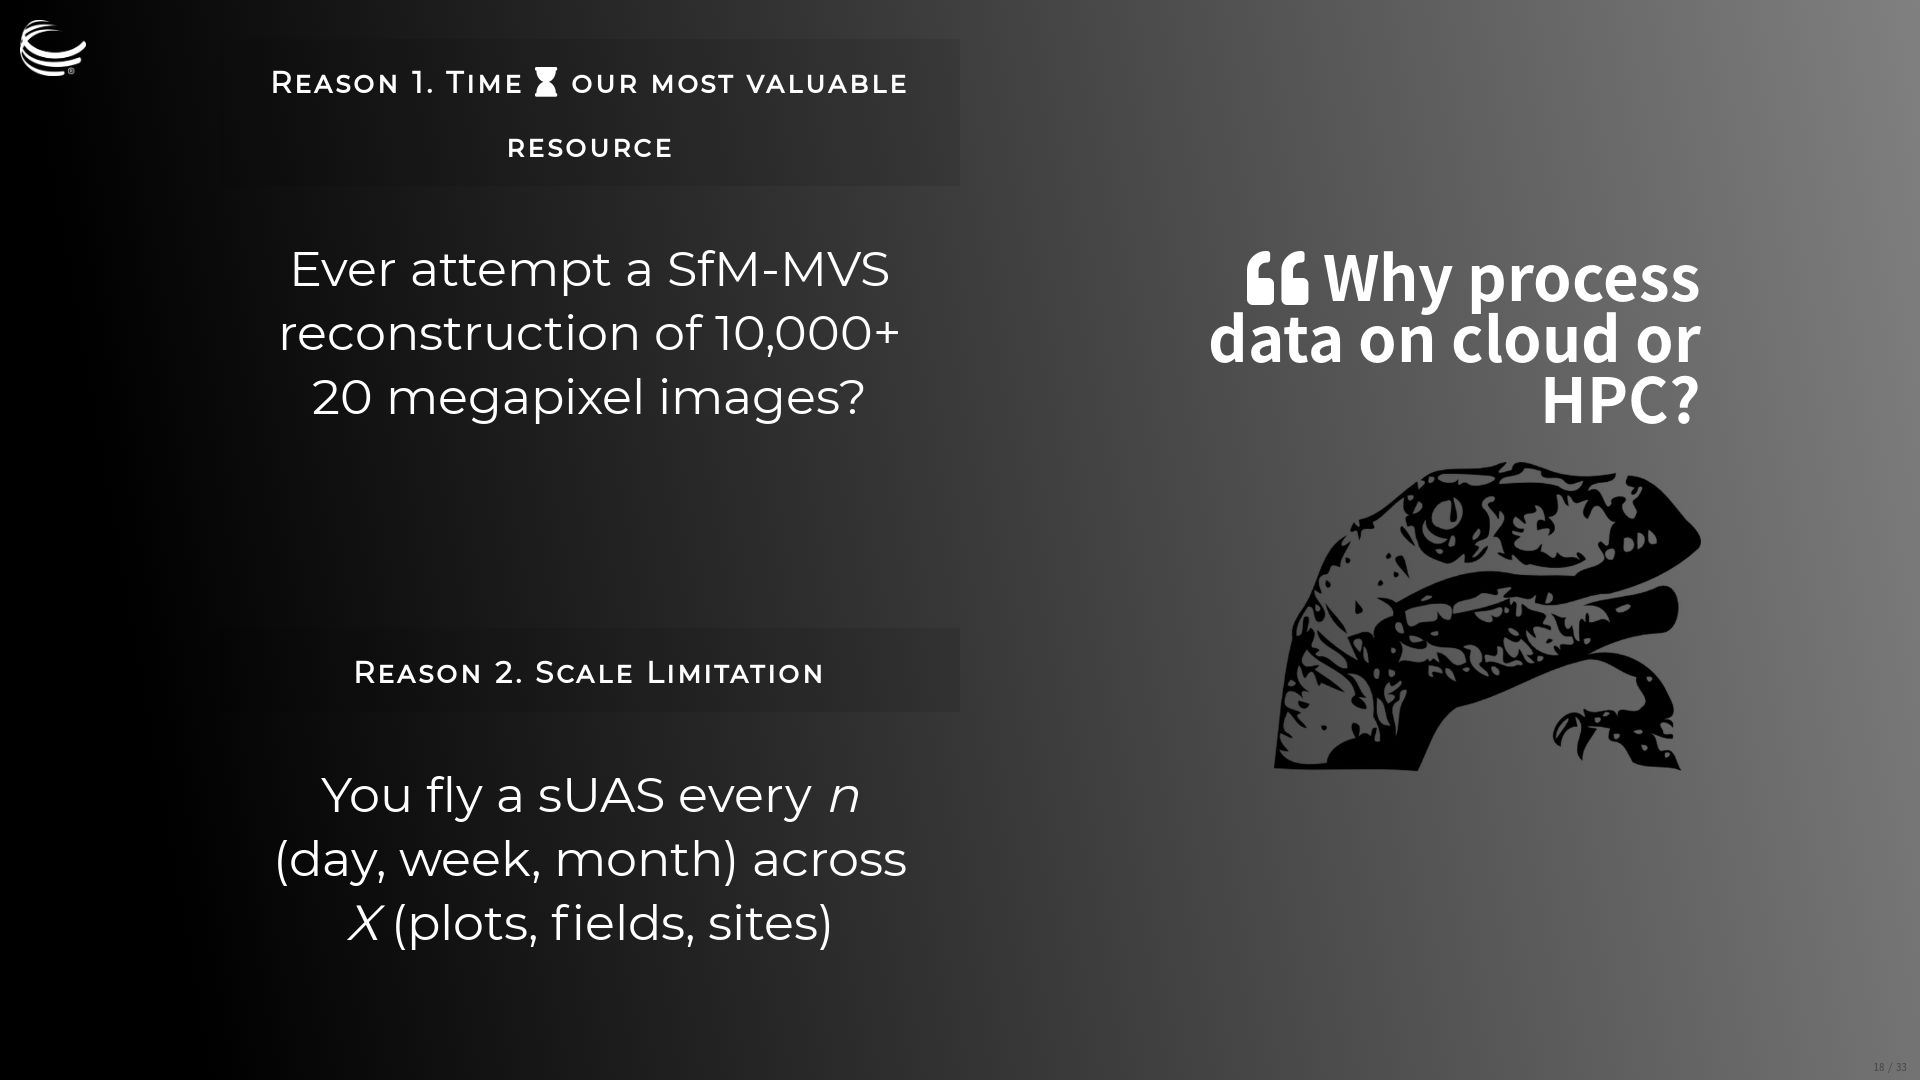 Reason 1. Time our most valuable
resource
Ever attempt a SfM-MVS
reconstruction of 10,000+
20 megapixel images?
Reason 2. Scale Limitation
You fly a sUAS every n
(day, week, month) across
X (plots, fields, sites)
“ Why process
data on cloud or
HPC?
18 / 33